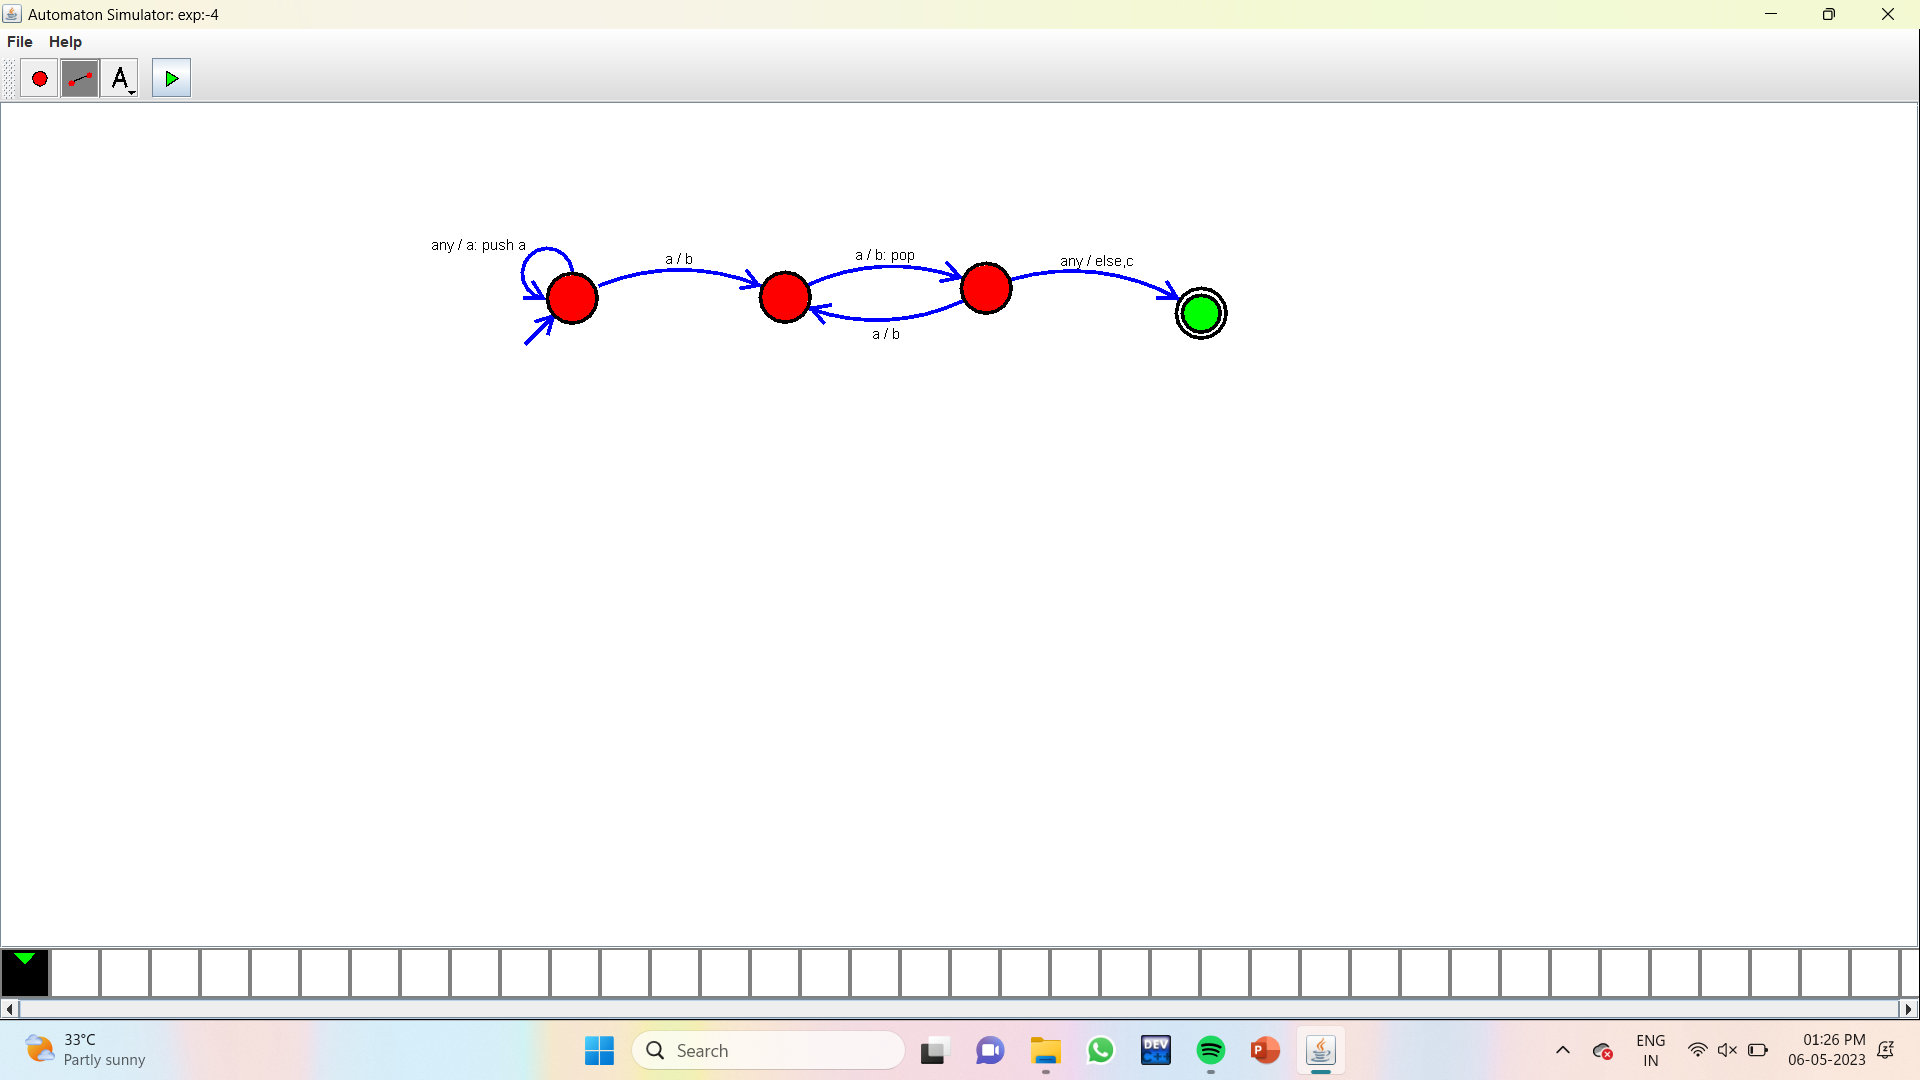 Automaton Simulator: exp:-4
File Help
A
any / a: push a
a / b
a / b: pop
any / else,c
a / b
33°C
Partly sunny
Search
DEV
C++
P
ENG
IN
01:26 PM
06-05-2023